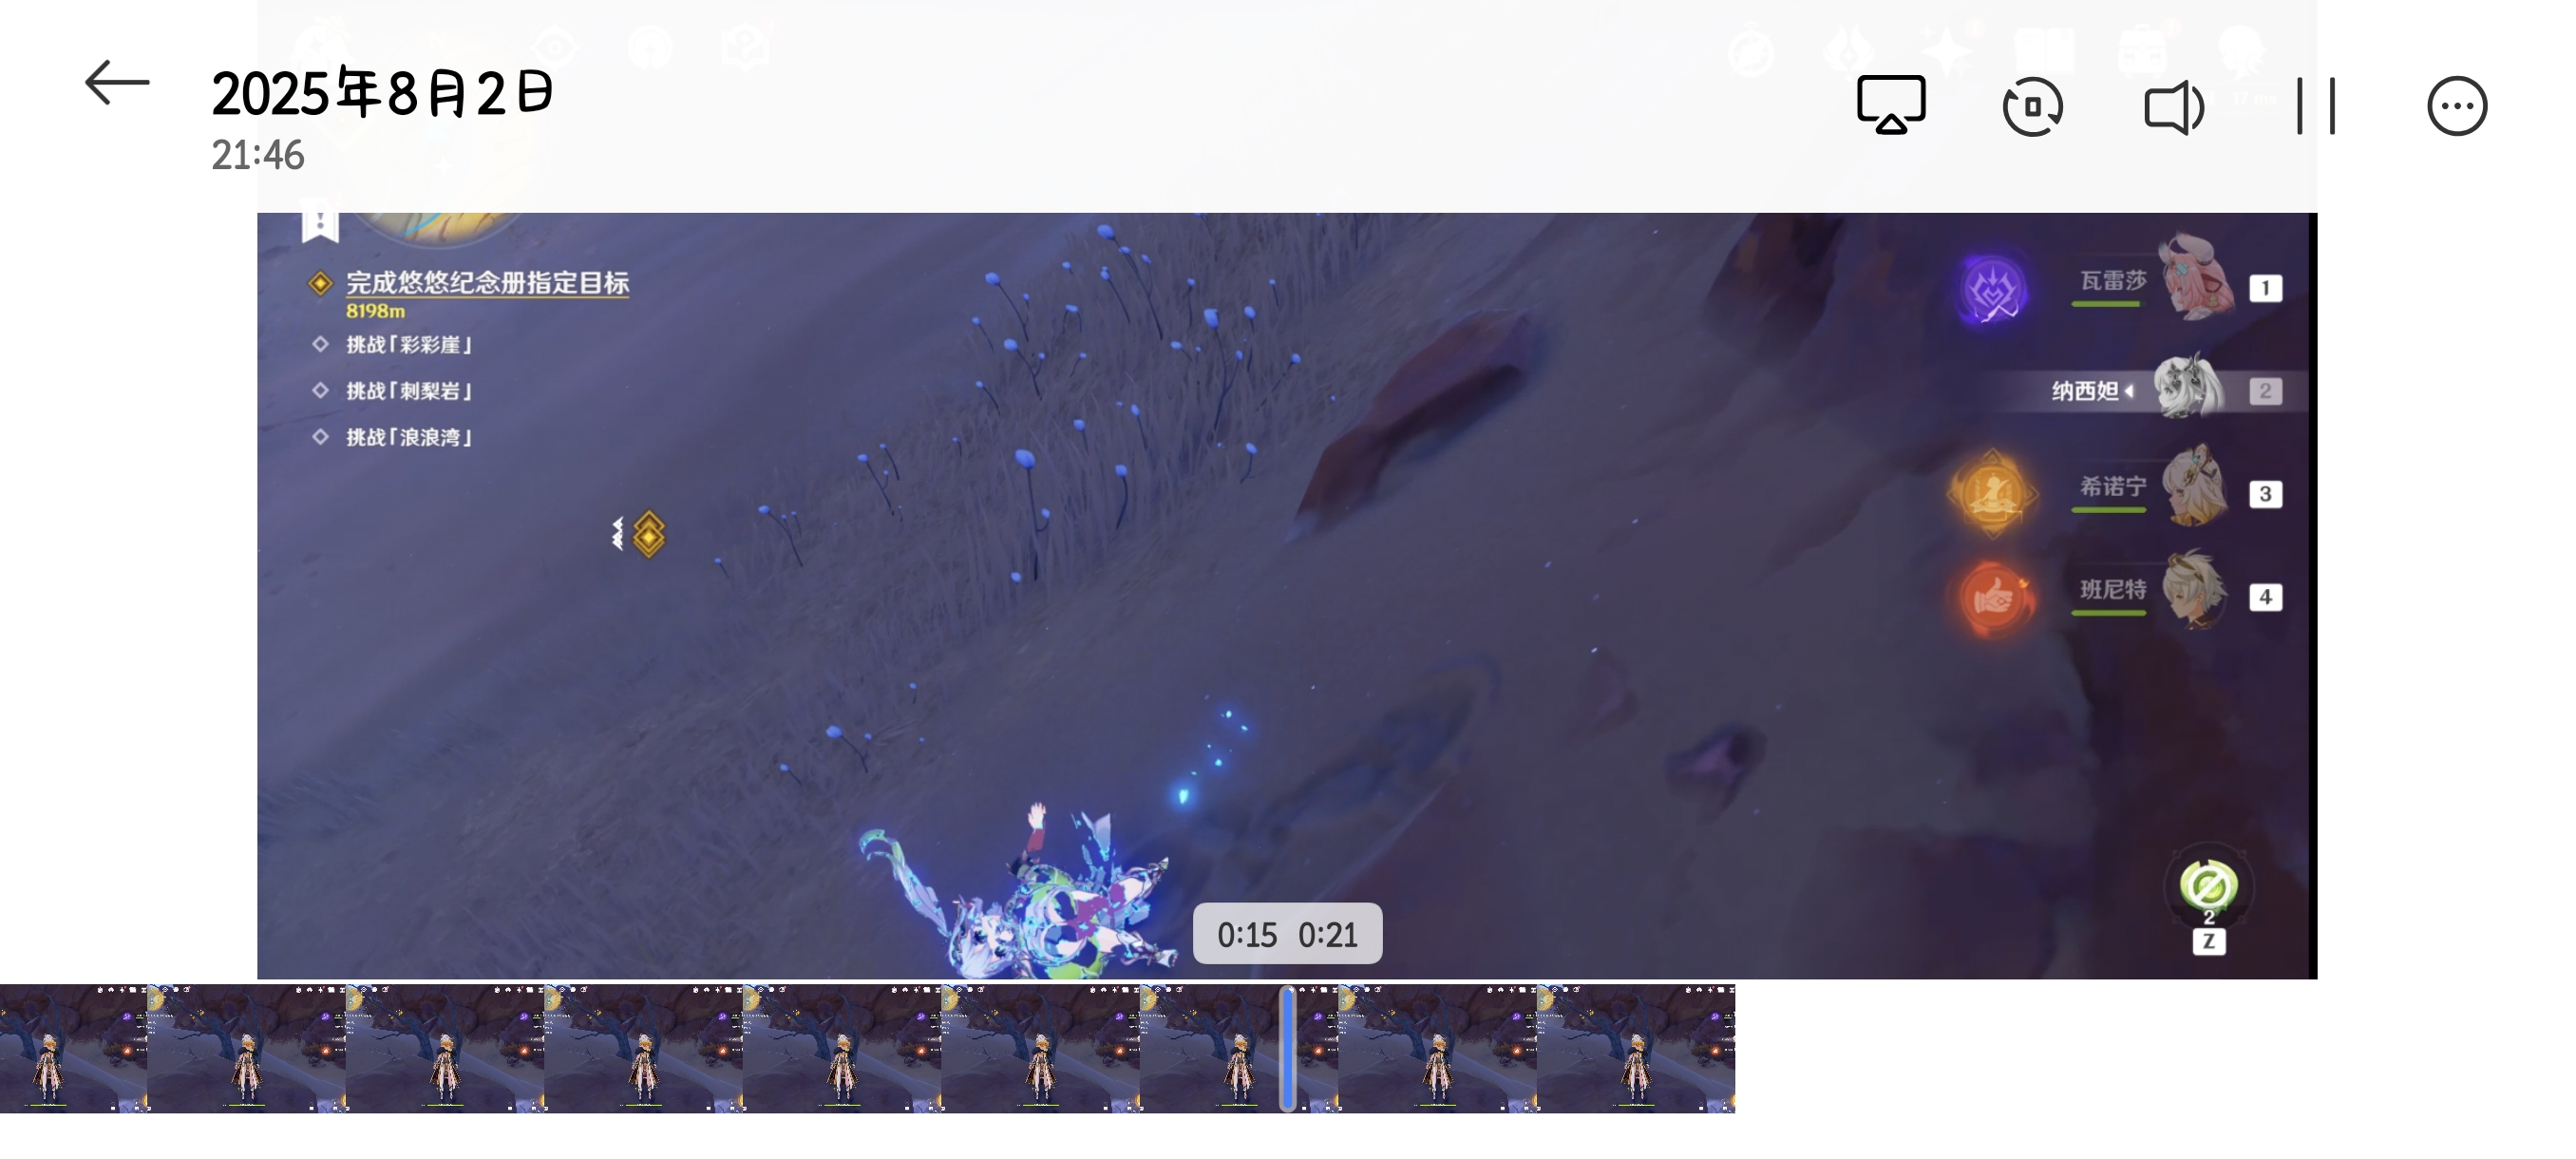 2025年8月2日
21:46
17 ms
完成悠悠纪念册指定目标
8198m
挑战「彩彩崖」
挑战「刺梨岩」
挑战「浪浪湾」
瓦雷莎
1
纳西妲
2
希诺宁
3
班尼特
4
2
Z
0:15 0:21